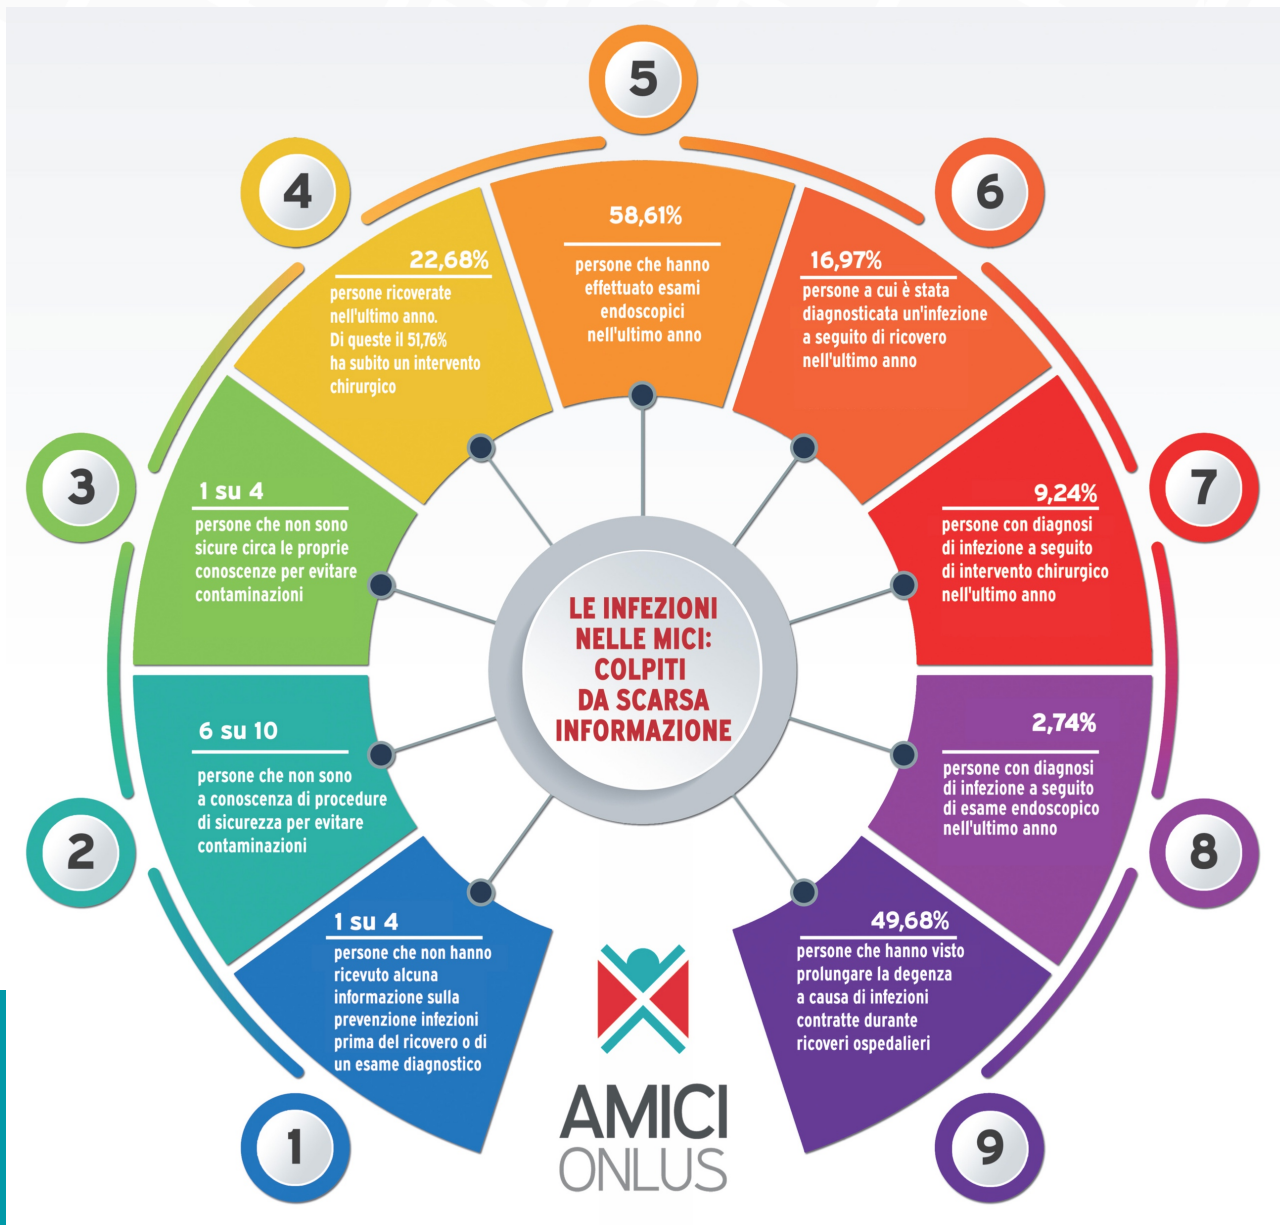 LE INFEZIONI
NELLE MICI:
COLPITI
DA SCARSA
INFORMAZIONE
1
1 su 4
persone che non hanno
ricevuto alcuna
informazione sulla
prevenzione infezioni
prima del ricovero o di
un esame diagnostico
2
6 su 10
persone che non sono
a conoscenza di procedure
di sicurezza per evitare
contaminazioni
3
1 su 4
persone che non sono
sicure circa le proprie
conoscenze per evitare
contaminazioni
4
22,68%
persone ricoverate
nell'ultimo anno.
Di queste il 51,76%
ha subito un intervento
chirurgico
5
58,61%
persone che hanno
effettuato esami
endoscopici
nell'ultimo anno
6
16,97%
persone a cui è stata
diagnosticata un'infezione
a seguito di ricovero
nell'ultimo anno
7
9,24%
persone con diagnosi
di infezione a seguito
di intervento chirurgico
nell'ultimo anno
8
2,74%
persone con diagnosi
di infezione a seguito
di esame endoscopico
nell'ultimo anno
9
49,68%
persone che hanno visto
prolungare la degenza
a causa di infezioni
contratte durante
ricoveri ospedalieri
AMICI
ONLUS